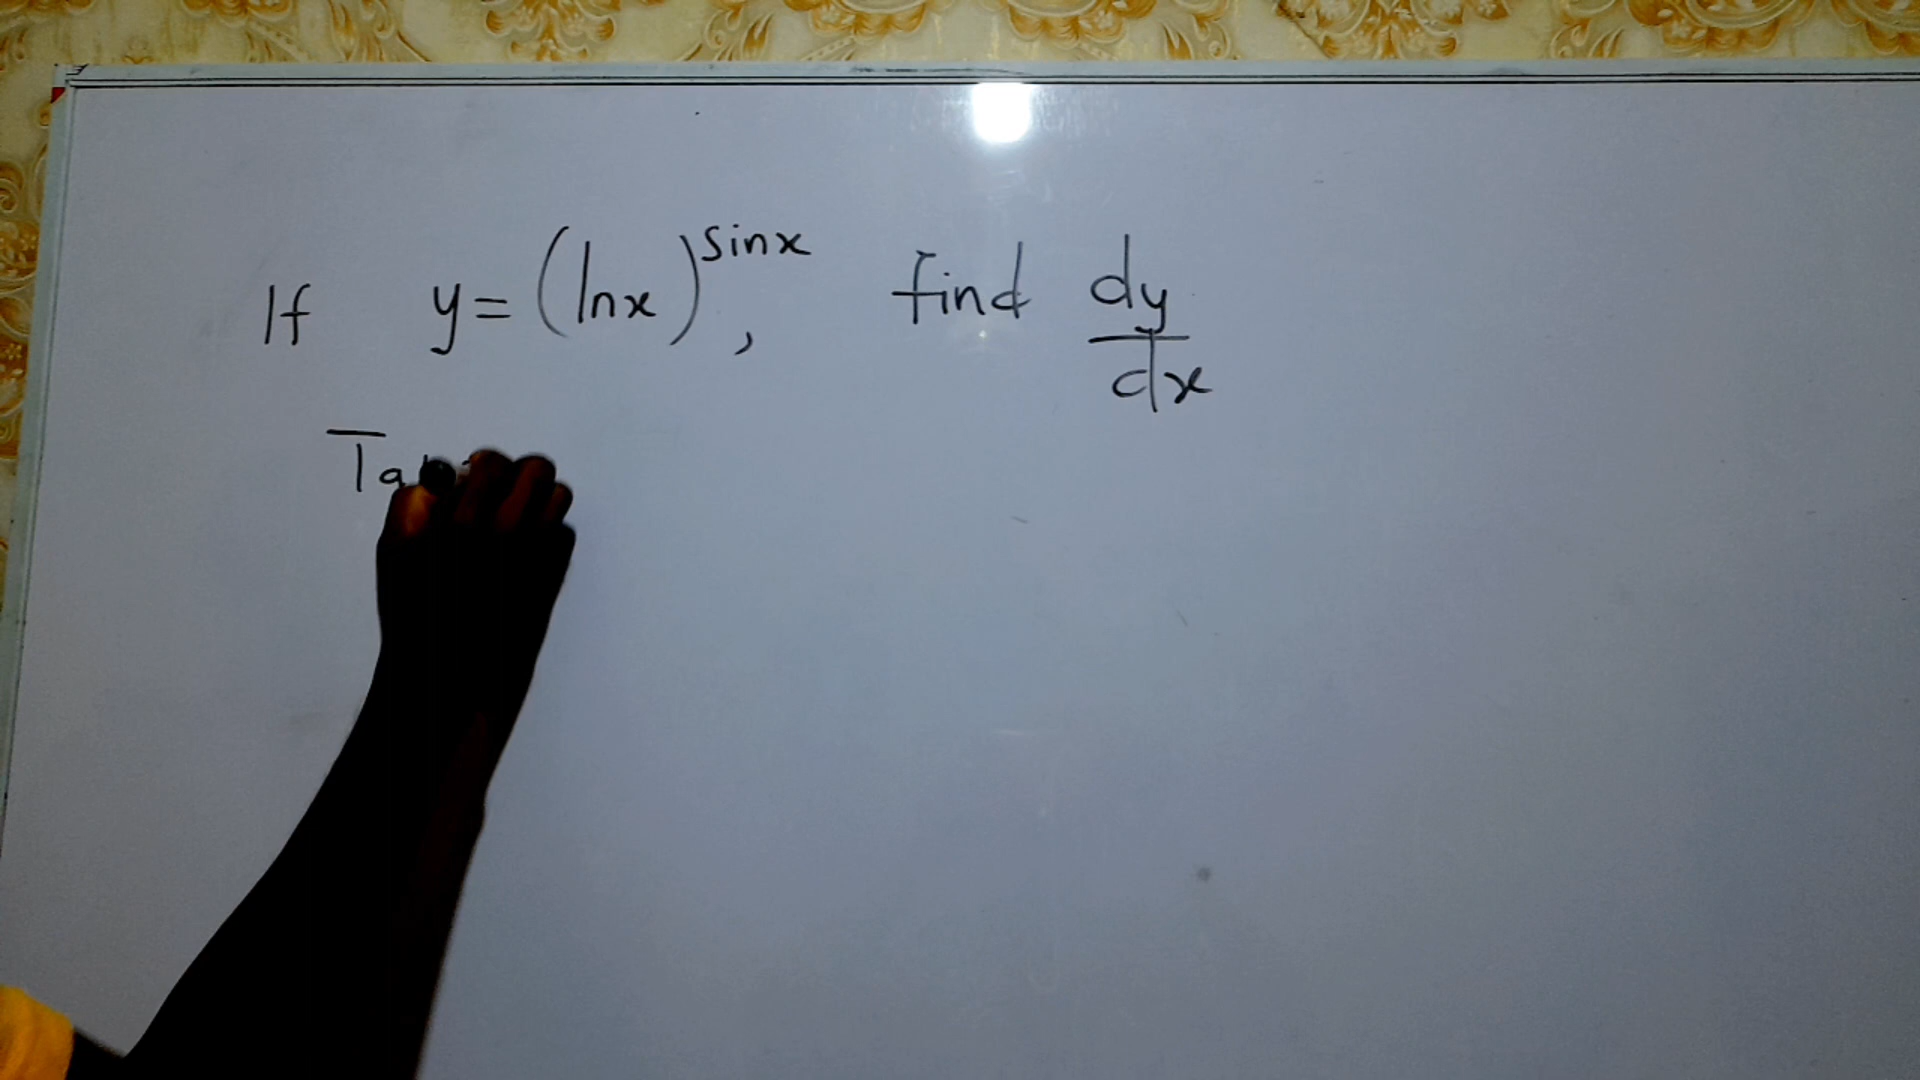 If y = (lnx)^sinx, find dy/dx